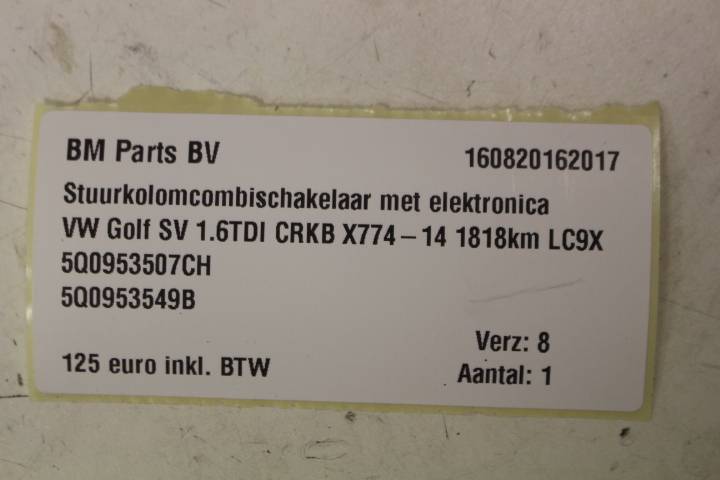 BM Parts BV 160820162017
Stuurkolomcombischakelaar met elektronica
VW Golf SV 1.6TDI CRKB X774 – 14 1818km LC9X
5Q0953507CH
5Q0953549B
Verz: 8
125 euro inkl. BTW Aantal: 1